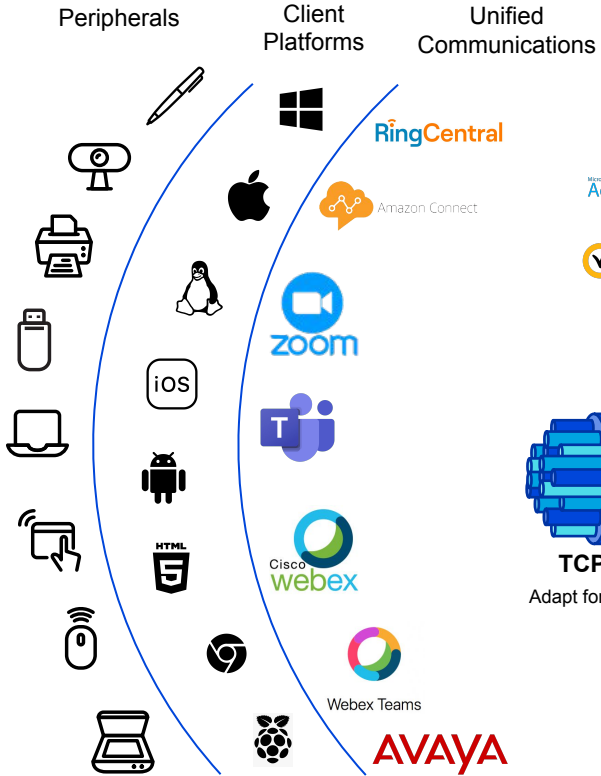 Peripherals
Client
Platforms
Unified
Communications
RingCentral
Amazon Connect
zoom
iOS
T
HTML
5
Cisco
webex
TCP
Adapt for
Webex Teams
AVAYA